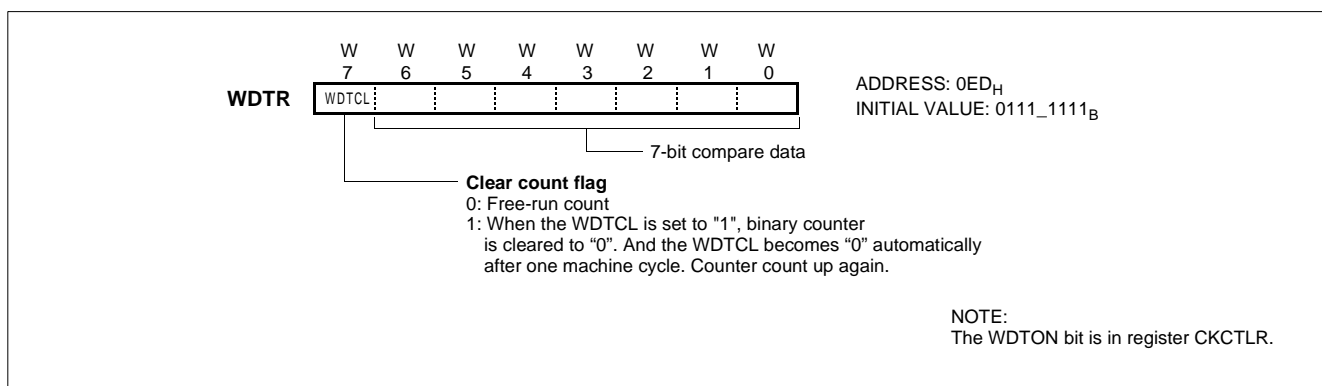 W W W W W W W W
7 6 5 4 3 2 1 0
WDTR WDTCL
ADDRESS: 0EDH
INITIAL VALUE: 0111_1111B
7-bit compare data
Clear count flag
0: Free-run count
1: When the WDTCL is set to "1", binary counter
is cleared to “0”. And the WDTCL becomes “0” automatically
after one machine cycle. Counter count up again.
NOTE:
The WDTON bit is in register CKCTLR.